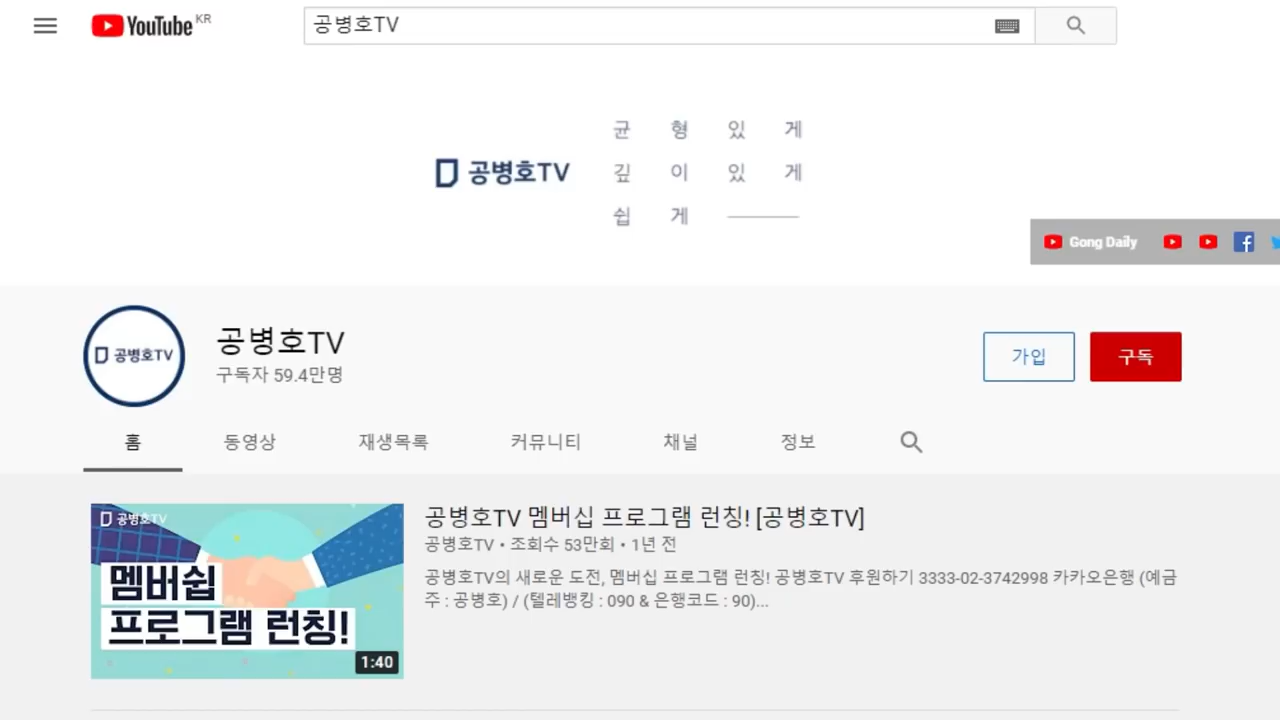 YouTube KR
공병호TV
균형있게
공병호TV
깊이있게
쉽게
Gong Daily
공병호TV
공병호TV
구독자 59.4만명
가입
구독
홈
동영상
재생목록
커뮤니티
채널
정보
공병호TV
멤버쉽
프로그램 런칭!
1:40
공병호TV 멤버십 프로그램 런칭! [공병호TV]
공병호TV • 조회수 53만회 • 1년 전
공병호TV의 새로운 도전, 멤버십 프로그램 런칭! 공병호TV 후원하기 3333-02-3742998 카카오은행 (예금
주 : 공병호) / (텔레뱅킹 : 090 & 은행코드 : 90)...